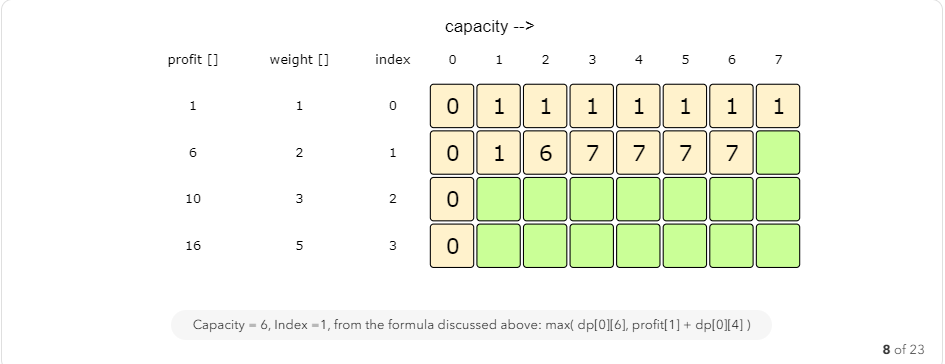 capacity -->
profit [] weight [] index 0 1 2 3 4 5 6 7
1 1 0 0 1 1 1 1 1 1 1
6 2 1 0 1 6 7 7 7 7
10 3 2 0
16 5 3 0
Capacity = 6, Index =1, from the formula discussed above: max( dp[0][6], profit[1] + dp[0][4] )
8 of 23